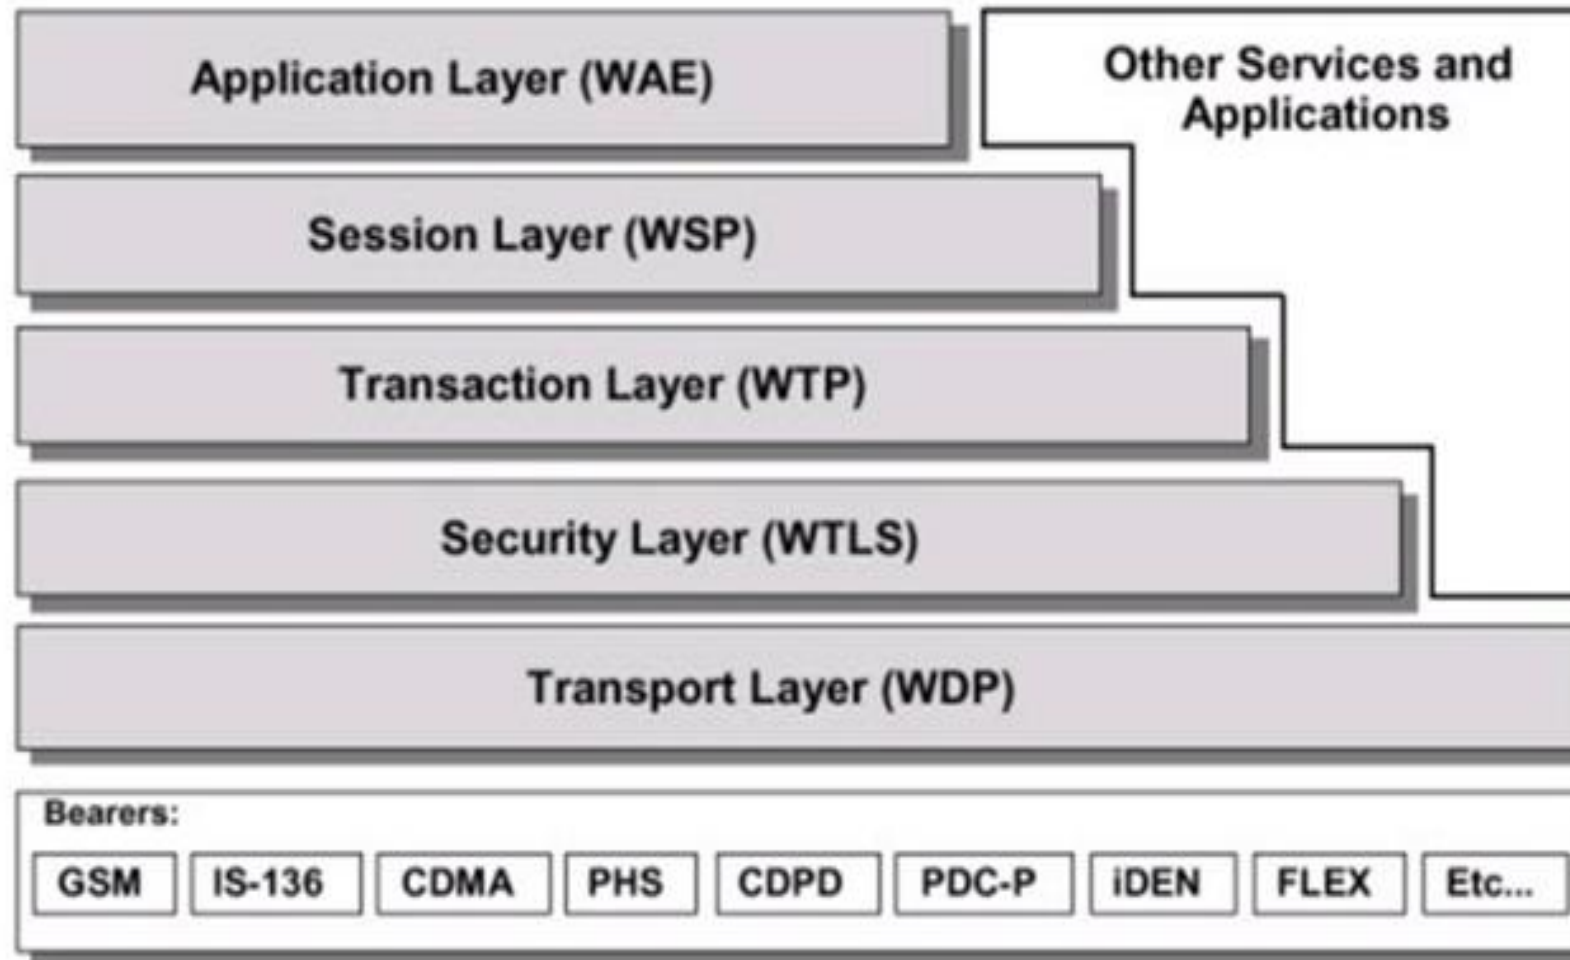 Application Layer (WAE)
Other Services and
Applications
Session Layer (WSP)
Transaction Layer (WTP)
Security Layer (WTLS)
Transport Layer (WDP)
Bearers:
GSM IS-136 CDMA PHS CDPD PDC-P iDEN FLEX Etc...